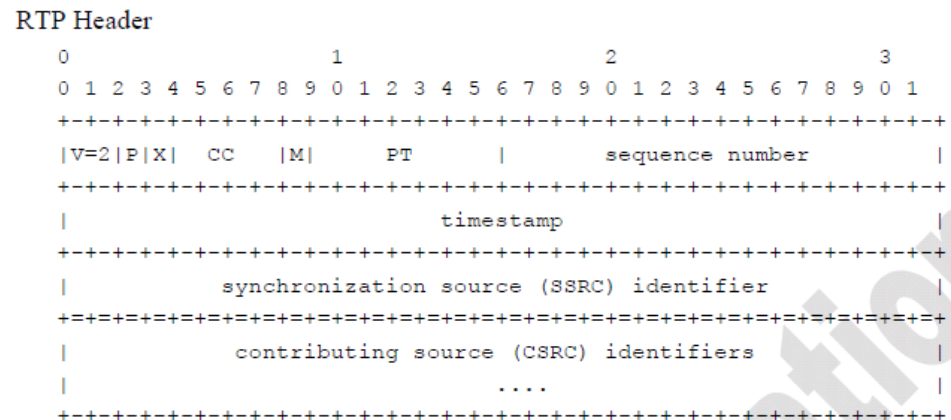 RTP Header
0                   1                   2                   3
0 1 2 3 4 5 6 7 8 9 0 1 2 3 4 5 6 7 8 9 0 1 2 3 4 5 6 7 8 9 0 1
+-+-+-+-+-+-+-+-+-+-+-+-+-+-+-+-+-+-+-+-+-+-+-+-+-+-+-+-+-+-+-+-+
|V=2|P|X|  CC   |M|     PT      |       sequence number         |
+-+-+-+-+-+-+-+-+-+-+-+-+-+-+-+-+-+-+-+-+-+-+-+-+-+-+-+-+-+-+-+-+
|                           timestamp                           |
+-+-+-+-+-+-+-+-+-+-+-+-+-+-+-+-+-+-+-+-+-+-+-+-+-+-+-+-+-+-+-+-+
|           synchronization source (SSRC) identifier            |
+=+=+=+=+=+=+=+=+=+=+=+=+=+=+=+=+=+=+=+=+=+=+=+=+=+=+=+=+=+=+=+=+
|            contributing source (CSRC) identifiers             |
|                             ....                              |
+-+-+-+-+-+-+-+-+-+-+-+-+-+-+-+-+-+-+-+-+-+-+-+-+-+-+-+-+-+-+-+-+